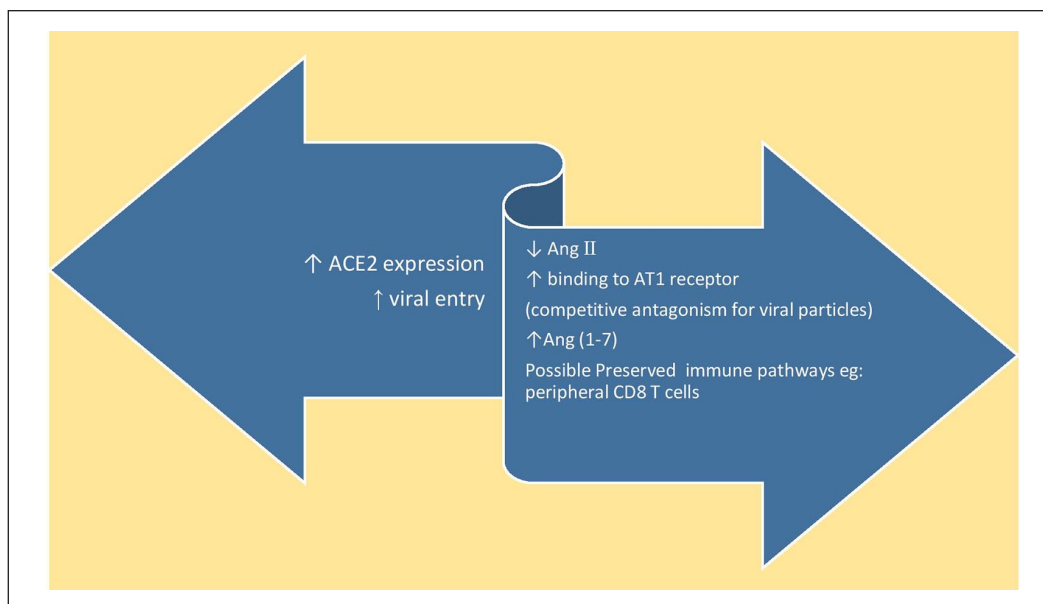 ↑ ACE2 expression
↑ viral entry
↓ Ang II
↑ binding to AT1 receptor
(competitive antagonism for viral particles)
↑Ang (1-7)
Possible Preserved immune pathways eg:
peripheral CD8 T cells